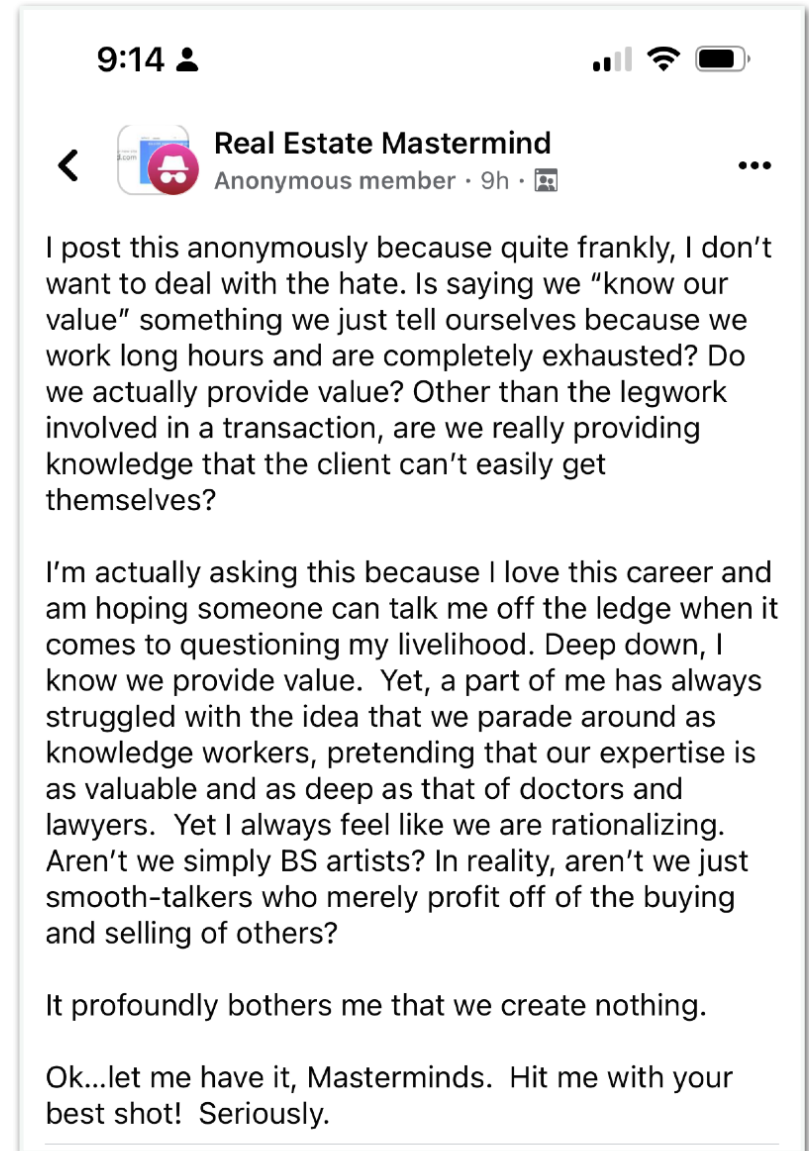 9:14
Real Estate Mastermind
Anonymous member · 9h ·
I post this anonymously because quite frankly, I don’t
want to deal with the hate. Is saying we “know our
value” something we just tell ourselves because we
work long hours and are completely exhausted? Do
we actually provide value? Other than the legwork
involved in a transaction, are we really providing
knowledge that the client can’t easily get
themselves?
I’m actually asking this because I love this career and
am hoping someone can talk me off the ledge when it
comes to questioning my livelihood. Deep down, I
know we provide value.  Yet, a part of me has always
struggled with the idea that we parade around as
knowledge workers, pretending that our expertise is
as valuable and as deep as that of doctors and
lawyers.  Yet I always feel like we are rationalizing.
Aren’t we simply BS artists? In reality, aren’t we just
smooth-talkers who merely profit off of the buying
and selling of others?
It profoundly bothers me that we create nothing.
Ok...let me have it, Masterminds.  Hit me with your
best shot!  Seriously.